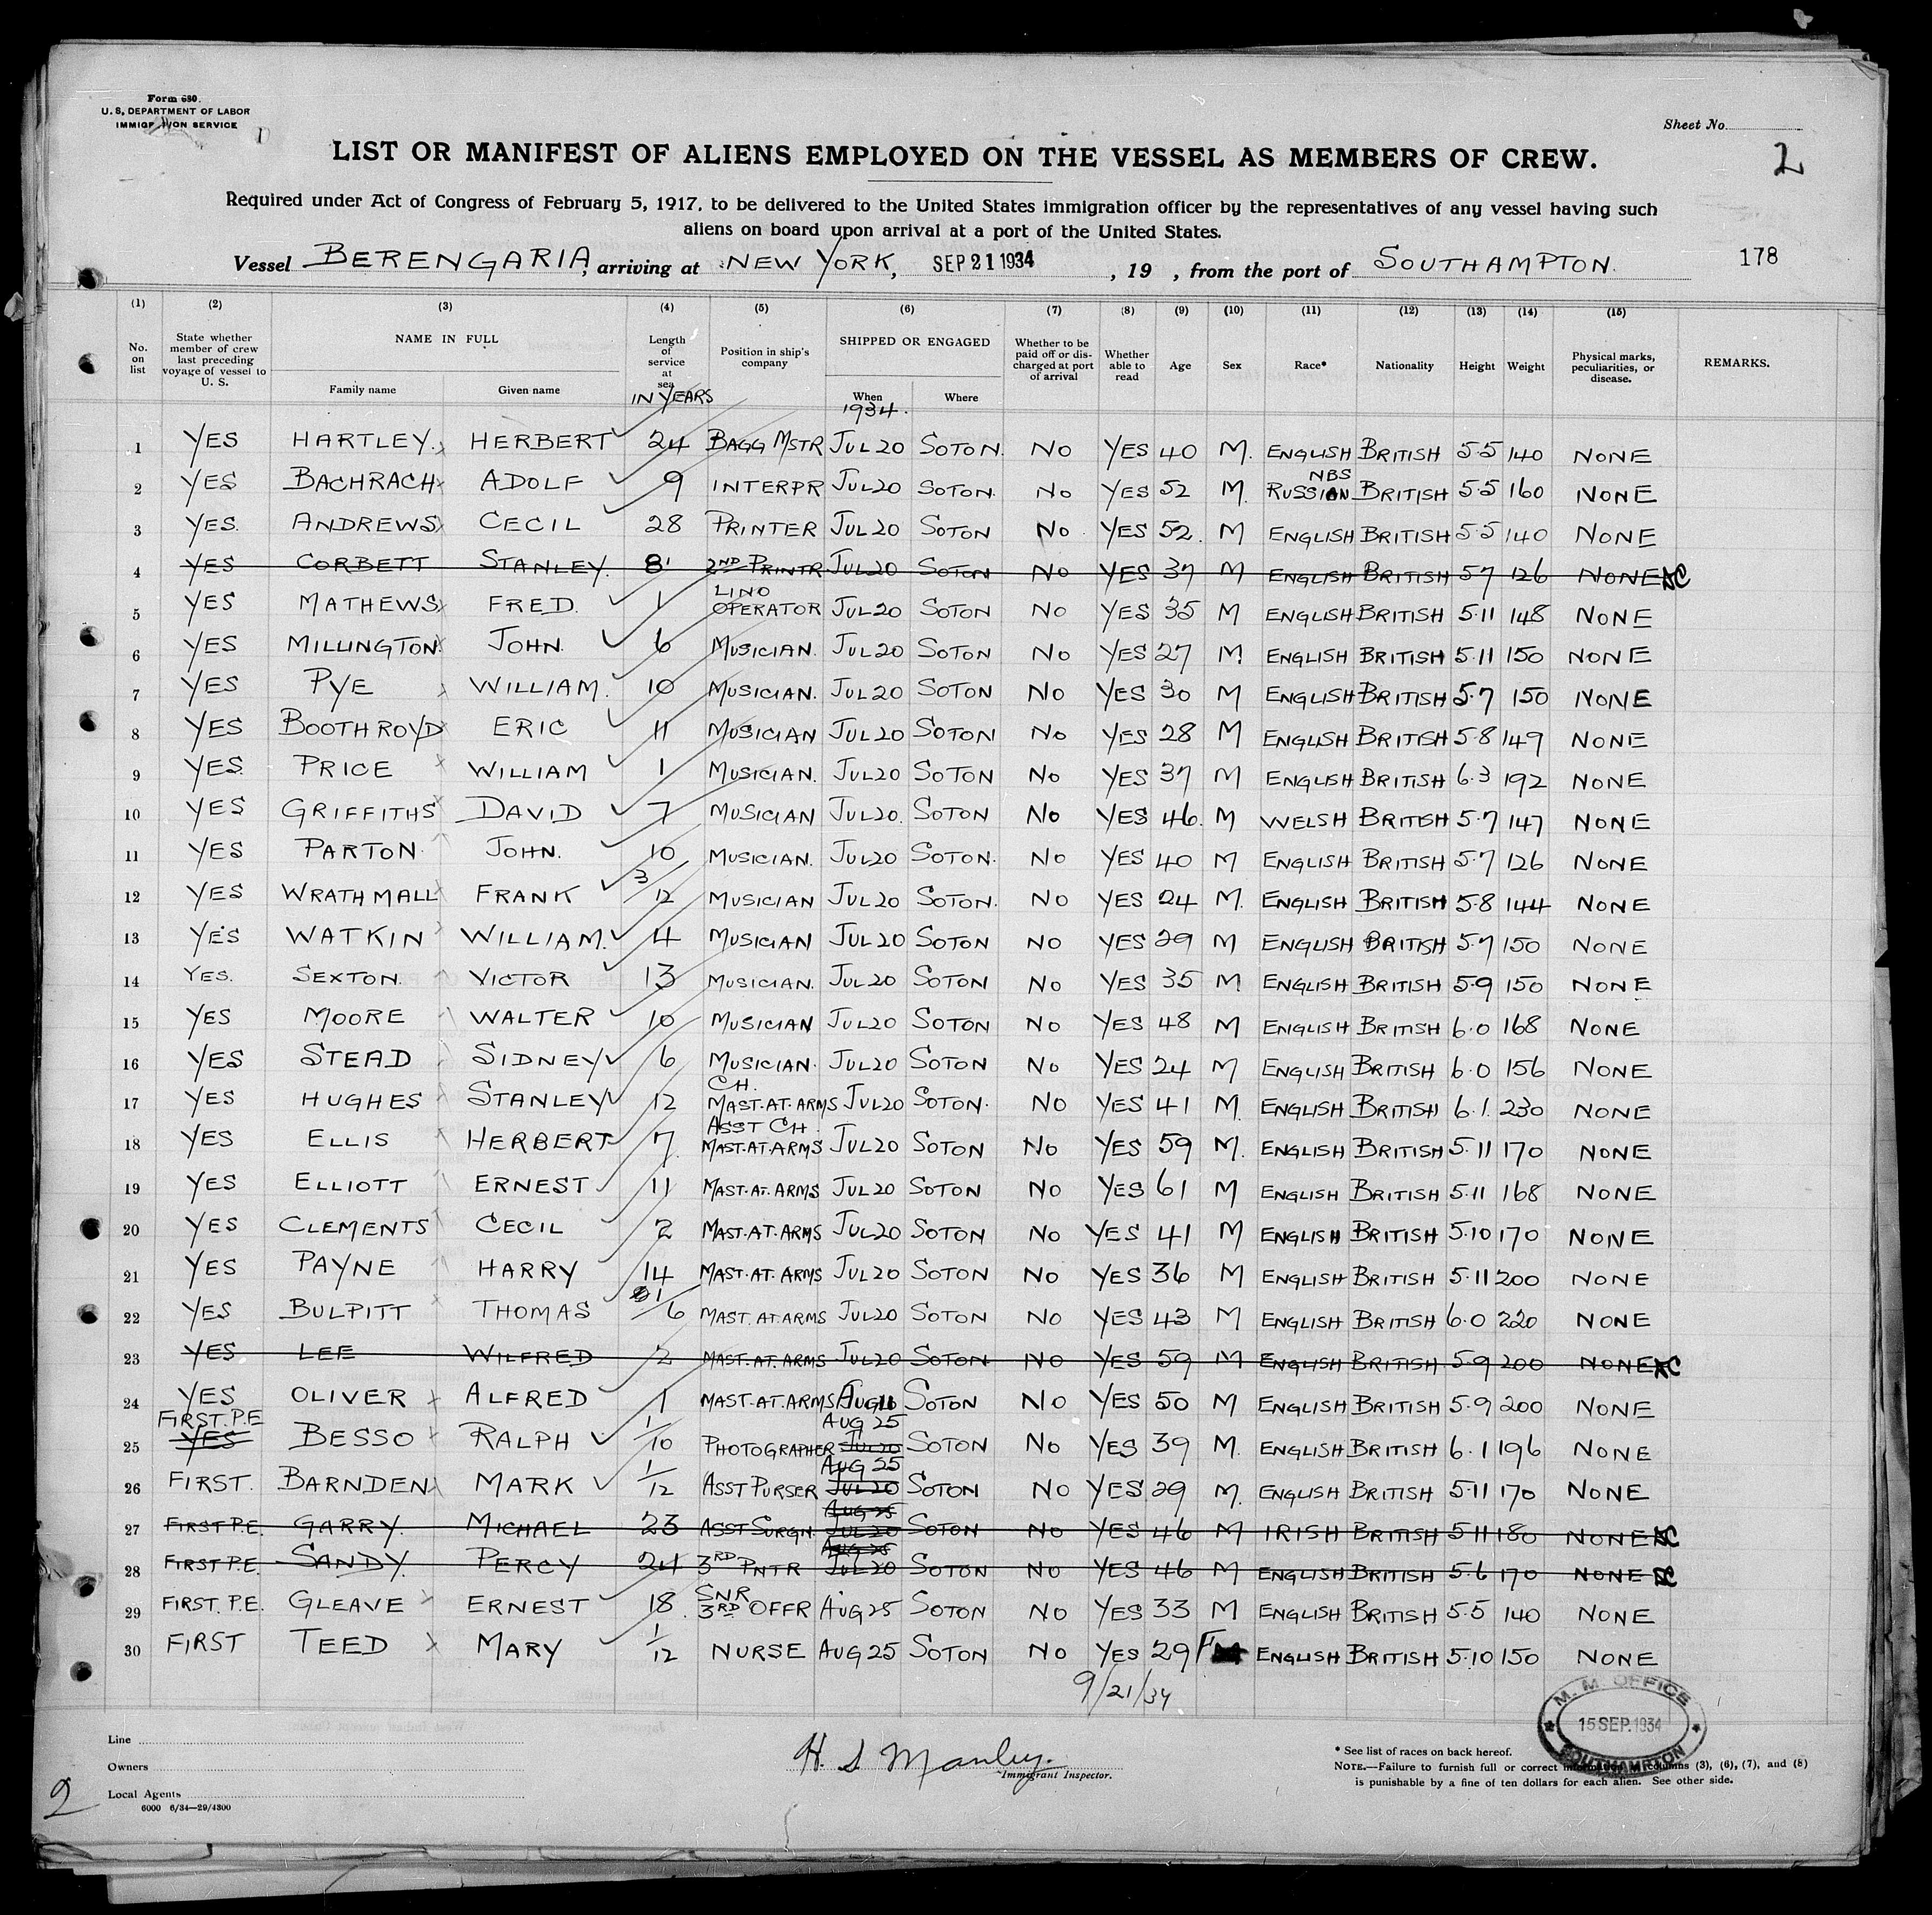 Form 680.
U. S. DEPARTMENT OF LABOR
IMMIGRATION SERVICE
Sheet No.
2
LIST OR MANIFEST OF ALIENS EMPLOYED ON THE VESSEL AS MEMBERS OF CREW.
Required under Act of Congress of February 5, 1917, to be delivered to the United States immigration officer by the representatives of any vessel having such
aliens on board upon arrival at a port of the United States.
Vessel BERENGARIA, arriving at NEW YORK, SEP 21 1934, 19 , from the port of SOUTHAMPTON. 178
(1) (2) (3) (4) (5) (6) (7) (8) (9) (10) (11) (12) (13) (14) (15)
No. on list State whether member of crew last preceding voyage of vessel to U. S. NAME IN FULL Family name Given name Length of service at sea IN YEARS Position in ship's company SHIPPED OR ENGAGED When 1934. Where Whether to be paid off or discharged at port of arrival Whether able to read Age Sex Race* Nationality Height Weight Physical marks, peculiarities, or disease. REMARKS.
1 YES HARTLEY. HERBERT 24 BAGG MSTR JUL 20 SOTON. NO YES 40 M. ENGLISH BRITISH 5.5 140 NONE
2 YES BACHRACH ADOLF 9 INTERPR JUL 20 SOTON. NO YES 52 M. RUSSIAN NBS BRITISH 5.5 160 NONE
3 YES. ANDREWS CECIL 28 PRINTER JUL 20 SOTON NO YES 52. M ENGLISH BRITISH 5.5 140 NONE
4 YES CORBETT STANLEY. 8 2ND PRINTR JUL 20 SOTON NO YES 37 M ENGLISH BRITISH 5.7 126 NONE
5 YES MATHEWS FRED. 1 LINO OPERATOR JUL 20 SOTON NO YES 35 M ENGLISH BRITISH 5.11 148 NONE
6 YES MILLINGTON JOHN. 6 MUSICIAN. JUL 20 SOTON NO YES 27 M. ENGLISH BRITISH 5.11 150 NONE
7 YES PYE WILLIAM. 10 MUSICIAN. JUL 20 SOTON NO YES 30 M ENGLISH BRITISH 5.7 150 NONE
8 YES BOOTHROYD ERIC 11 MUSICIAN JUL 20 SOTON NO YES 28 M ENGLISH BRITISH 5.8 149 NONE
9 YES. PRICE WILLIAM 1 MUSICIAN. JUL 20 SOTON NO YES 37 M ENGLISH BRITISH 6.3 192 NONE
10 YES GRIFFITHS DAVID 7 MUSICIAN JUL 20. SOTON NO YES 46. M WELSH BRITISH 5.7 147 NONE
11 YES PARTON. JOHN. 10 MUSICIAN. JUL 20 SOTON. NO YES 40 M ENGLISH BRITISH 5.7 126 NONE
12 YES WRATHMALL FRANK 3/12 MUSICIAN JUL 20 SOTON. NO YES 24 M. ENGLISH BRITISH 5.8 144 NONE
13 YES WATKIN WILLIAM. 4 MUSICIAN JUL 20 SOTON NO YES 29 M ENGLISH BRITISH 5.7 150 NONE
14 YES. SEXTON. VICTOR 13 MUSICIAN. JUL 20 SOTON NO YES 35 M ENGLISH BRITISH 5.9 150 NONE
15 YES MOORE WALTER 10 MUSICIAN JUL 20 SOTON NO YES 48 M ENGLISH BRITISH 6.0 168 NONE
16 YES STEAD SIDNEY 6 MUSICIAN. JUL 20 SOTON NO YES 24 M ENGLISH BRITISH 6.0 156 NONE
17 YES HUGHES STANLEY 12 CH. MAST-AT-ARMS JUL 20 SOTON. NO YES 41 M. ENGLISH BRITISH 6.1. 230 NONE
18 YES ELLIS HERBERT 7. ASST CH. MAST-AT-ARMS JUL 20 SOTON NO YES 59 M. ENGLISH BRITISH 5.11 170 NONE
19 YES ELLIOTT ERNEST 11 MAST-AT-ARMS JUL 20 SOTON NO YES 61 M ENGLISH BRITISH 5.11 168 NONE
20 YES CLEMENTS CECIL 2 MAST-AT-ARMS JUL 20 SOTON NO YES 41 M ENGLISH BRITISH 5.10 170 NONE
21 YES PAYNE HARRY 14 MAST-AT-ARMS JUL 20 SOTON NO YES 36 M ENGLISH BRITISH 5.11 200 NONE
22 YES BULPITT THOMAS 1/6 MAST-AT-ARMS JUL 20 SOTON NO YES 43 M ENGLISH BRITISH 6.0 220 NONE
23 YES LEE WILFRED 2 MAST-AT-ARMS JUL 20 SOTON NO YES 59 M ENGLISH BRITISH 5.9 200 NONE
24 YES OLIVER ALFRED 1 MAST-AT-ARMS AUG 11 SOTON NO YES 50 M ENGLISH BRITISH 5.9 200 NONE
25 FIRST. P.E YES BESSO RALPH 1/10 PHOTOGRAPHER AUG 25 JUL 20 SOTON NO YES 39 M. ENGLISH BRITISH 6.1 196 NONE
26 FIRST. BARNDEN MARK 1/12 ASST PURSER AUG 25 JUL 20 SOTON NO YES 29 M. ENGLISH BRITISH 5.11 170 NONE
27 FIRST P.E. GARRY. MICHAEL 23 ASST SURGN. AUG 25 JUL 20 SOTON NO YES 46 M IRISH BRITISH 5.11 180 NONE
28 FIRST P.E. SANDY. PERCY 24 3RD PNTR AUG 25 JUL 20 SOTON NO YES 46 M ENGLISH BRITISH 5.6 170 NONE
29 FIRST. P.E. GLEAVE ERNEST 18 SNR 3RD OFFR AUG 25 SOTON NO YES 33 M ENGLISH BRITISH 5.5 140 NONE
30 FIRST TEED MARY 1/12 NURSE AUG 25 SOTON NO YES 29 F ENGLISH BRITISH 5.10 150 NONE
9/21/34
M. M. OFFICE
15 SEP. 1934
SOUTHAMPTON
Line
Owners
Local Agents
6000 6/34—29/4300
2
H. S Manley.
Immigrant Inspector.
* See list of races on back hereof.
NOTE.—Failure to furnish full or correct information in columns (3), (6), (7), and (8)
is punishable by a fine of ten dollars for each alien. See other side.